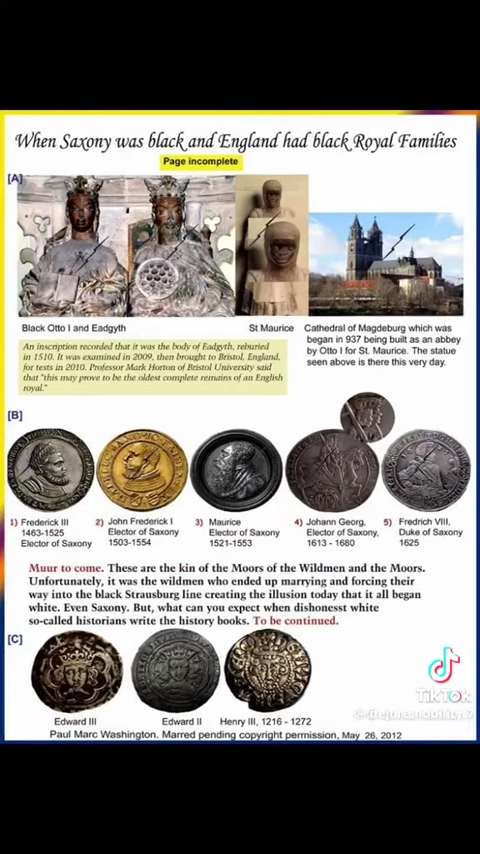 When Saxony was black and England had black Royal Families
Page incomplete
[A]
Black Otto I and Eadgyth
St Maurice
Cathedral of Magdeburg which was
began in 937 being built as an abbey
by Otto I for St. Maurice. The statue
seen above is there this very day.
An inscription recorded that it was the body of Eadgyth, reburied
in 1510. It was examined in 2009, then brought to Bristol, England,
for tests in 2010. Professor Mark Horton of Bristol University said
that "this may prove to be the oldest complete remains of an English
royal."
[B]
1) Frederick III
1463-1525
Elector of Saxony
2) John Frederick I
Elector of Saxony
1503-1554
3) Maurice
Elector of Saxony
1521-1553
4) Johann Georg,
Elector of Saxony,
1613 - 1680
5) Fredrich VIII,
Duke of Saxony
1625
Muur to come. These are the kin of the Moors of the Wildmen and the Moors.
Unfortunately, it was the wildmen who ended up marrying and forcing their
way into the black Strausburg line creating the illusion today that it all began
white. Even Saxony. But, what can you expect when dishonesst white
so-called historians write the history books. To be continued.
[C]
Edward III
Edward II
Henry III, 1216 - 1272
TikTok
Paul Marc Washington. Marred pending copyright permission, May 26, 2012